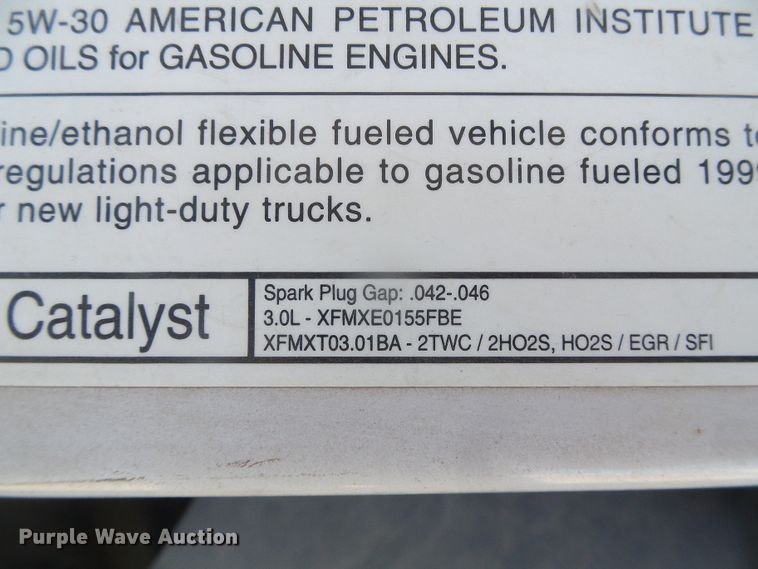 5W-30 AMERICAN PETROLEUM INSTITUTE
OILS for GASOLINE ENGINES.
ine/ethanol flexible fueled vehicle conforms t
regulations applicable to gasoline fueled 199
r new light-duty trucks.
Catalyst
Spark Plug Gap: .042-.046
3.0L - XFMXE0155FBE
XFMXT03.01BA - 2TWC / 2HO2S, HO2S / EGR / SFI
Purple Wave Auction